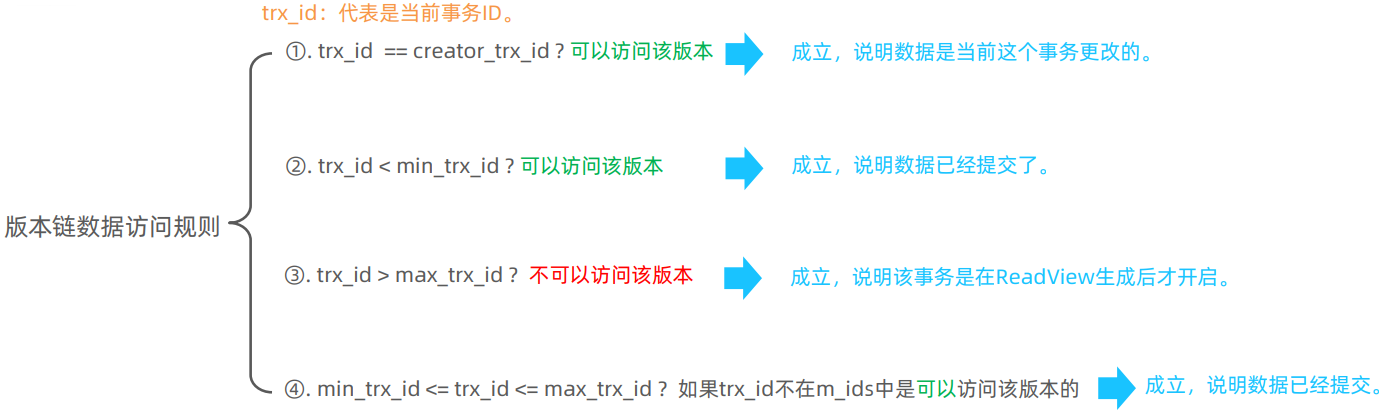 trx_id：代表是当前事务ID。
①. trx_id == creator_trx_id ? 可以访问该版本 成立，说明数据是当前这个事务更改的。
②. trx_id < min_trx_id ? 可以访问该版本 成立，说明数据已经提交了。
版本链数据访问规则
③. trx_id > max_trx_id ? 不可以访问该版本 成立，说明该事务是在ReadView生成后才开启。
④. min_trx_id <= trx_id <= max_trx_id ? 如果trx_id不在m_ids中是可以访问该版本的 成立，说明数据已经提交。